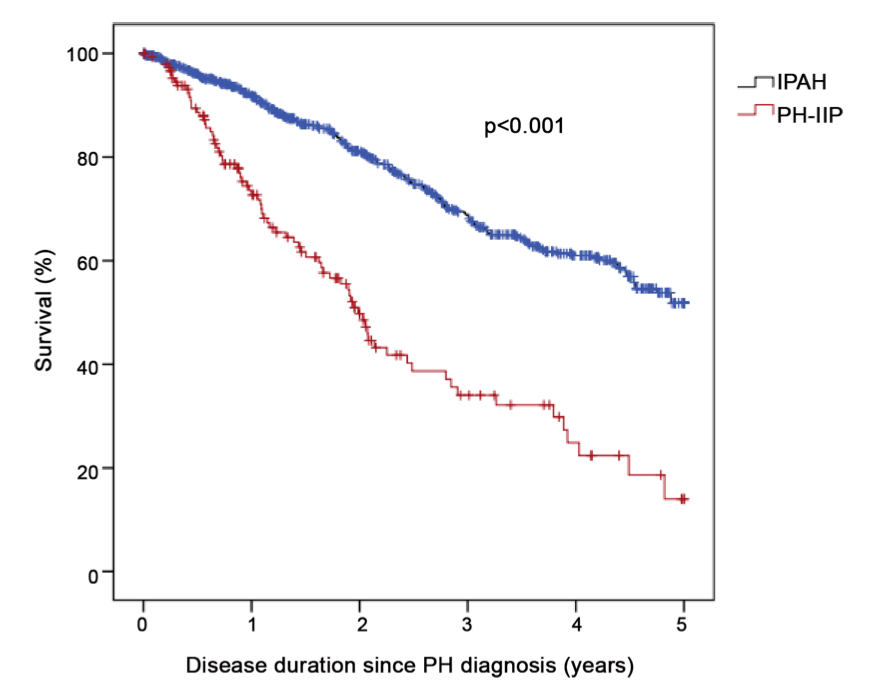 100
80
60
40
20
0
Survival (%)
p<0.001
IPAH
PH-IIP
0 1 2 3 4 5
Disease duration since PH diagnosis (years)